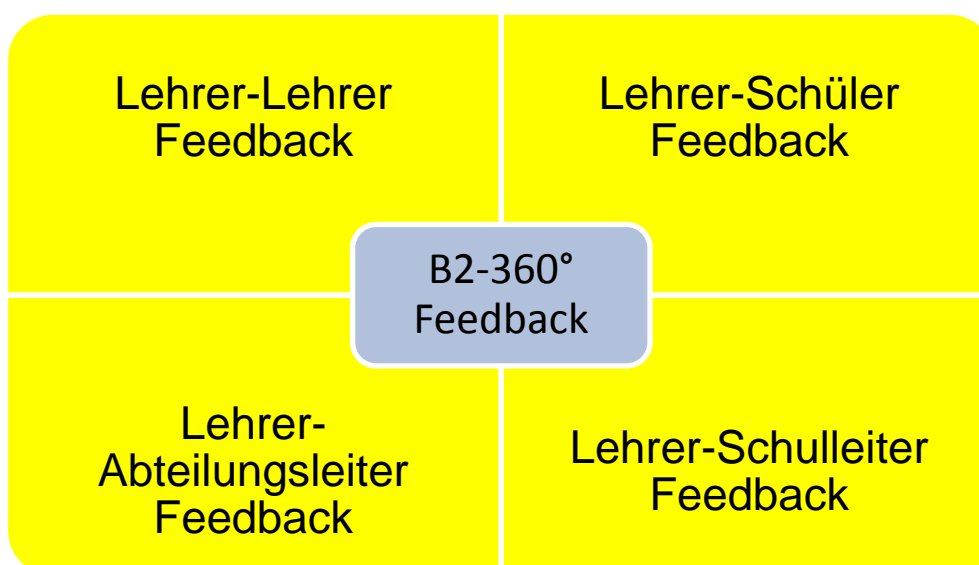 Lehrer-Lehrer
Feedback
Lehrer-Schüler
Feedback
B2-360°
Feedback
Lehrer-
Abteilungsleiter
Feedback
Lehrer-Schulleiter
Feedback